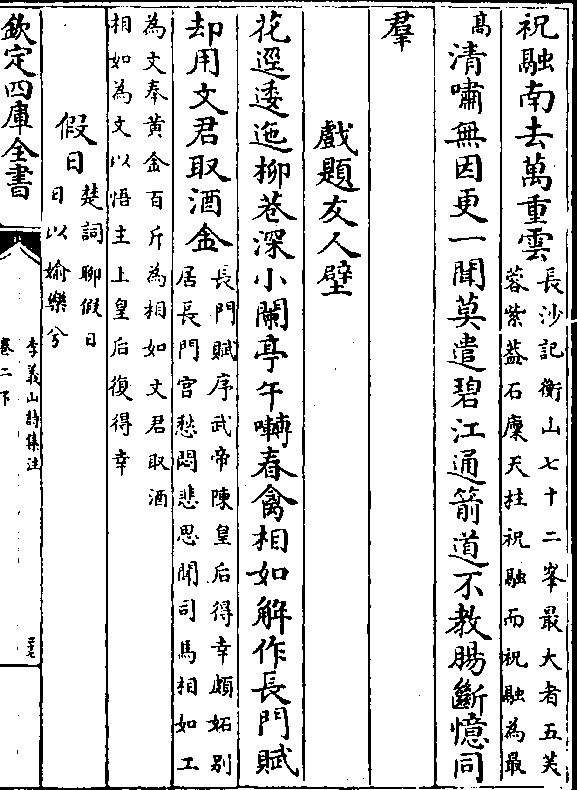 祝融南去萬重雲長沙記衡山七十二峯最大者五芙
蓉紫葢石廩天柱祝融而祝融為最
髙清嘯無因更一聞莫遣碧江通箭道不教腸斷憶同
羣
戲題友人壁
花逕逶迤柳巷深小闌亭午囀春禽相如解作長門賦
却用文君取酒金長門賦序武帝陳皇后得幸頗妬别
居長門宫愁悶悲思聞司馬相如工
為文奉黄金百斤為相如文君取酒
相如為文以悟主上皇后復得幸
假日楚詞聊假日
日以婾樂兮
欽定四庫全書
李義山詩集注
卷二下